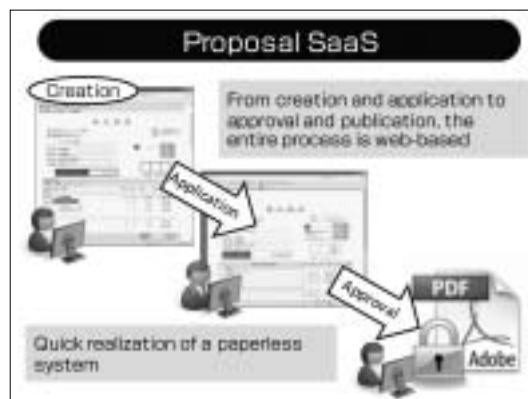 Proposal SaaS
Creation
From creation and application to
approval and publication, the
entire process is web-based
Application
Approval
PDF
Adobe
Quick realization of a paperless
system